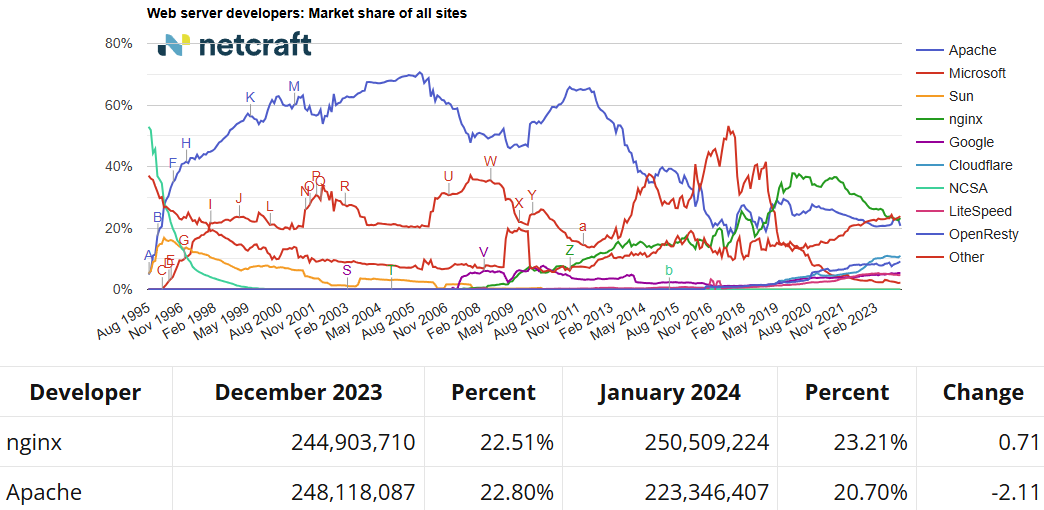 Web server developers: Market share of all sites
netcraft
80%
60%
40%
20%
0%
A
B
C
E
F
G
H
I
J
K
L
M
N
O
P
Q
R
S
T
U
V
W
X
Y
Z
a
b
Aug 1995
Nov 1996
Feb 1998
May 1999
Aug 2000
Nov 2001
Feb 2003
May 2004
Aug 2005
Nov 2006
Feb 2008
May 2009
Aug 2010
Nov 2011
Feb 2013
May 2014
Aug 2015
Nov 2016
Feb 2018
May 2019
Aug 2020
Nov 2021
Feb 2023
Apache
Microsoft
Sun
nginx
Google
Cloudflare
NCSA
LiteSpeed
OpenResty
Other
Developer December 2023 Percent January 2024 Percent Change
nginx 244,903,710 22.51% 250,509,224 23.21% 0.71
Apache 248,118,087 22.80% 223,346,407 20.70% -2.11